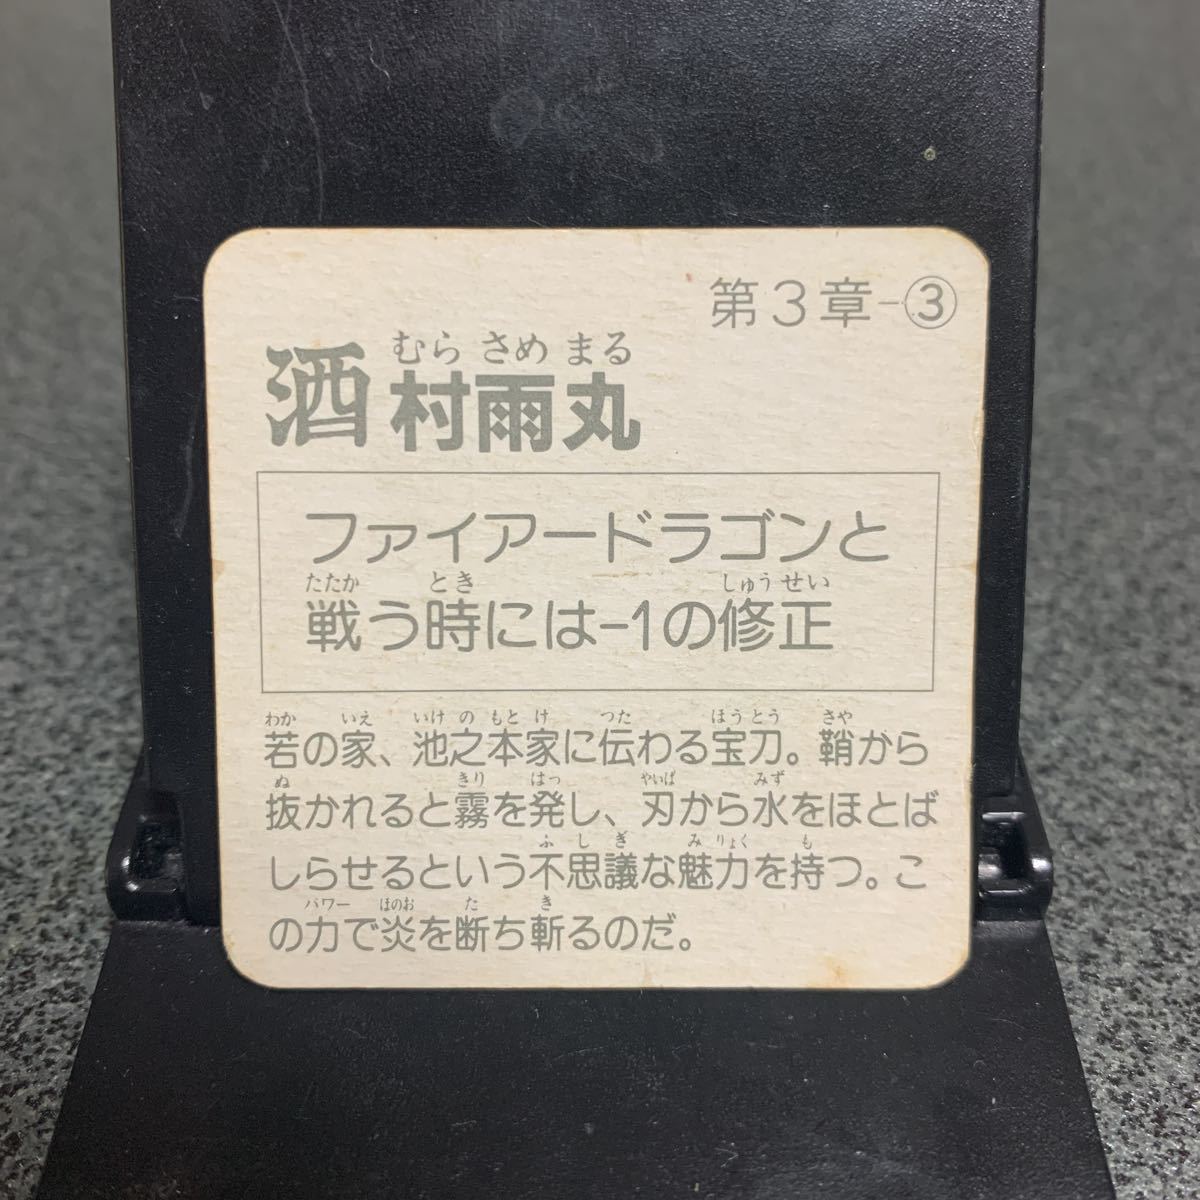 第3章-③
むらさめまる
酒 村雨丸
ファイアードラゴンと
たたか とき しゅうせい
戦う時には-1の修正
わか いえ いけのもとけ つた ほうとう さや
若の家、池之本家に伝わる宝刀。鞘から
ぬ きり はっ やいば みず
抜かれると霧を発し、刃から水をほとば
ふしぎ みりょく も
しらせるという不思議な魅力を持つ。こ
パワー ほのお た き
の力で炎を断ち斬るのだ。